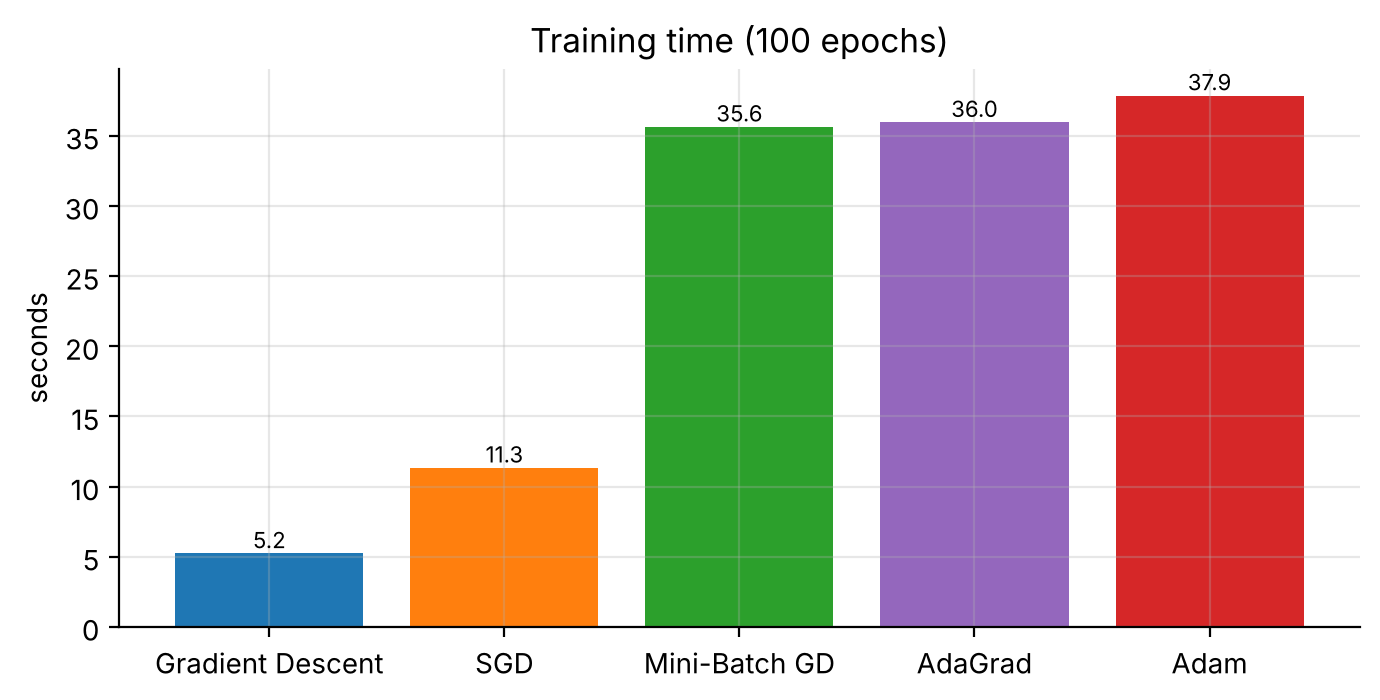 Training time (100 epochs)
seconds
35
30
25
20
15
10
5
0
5.2
11.3
35.6
36.0
37.9
Gradient Descent
SGD
Mini-Batch GD
AdaGrad
Adam